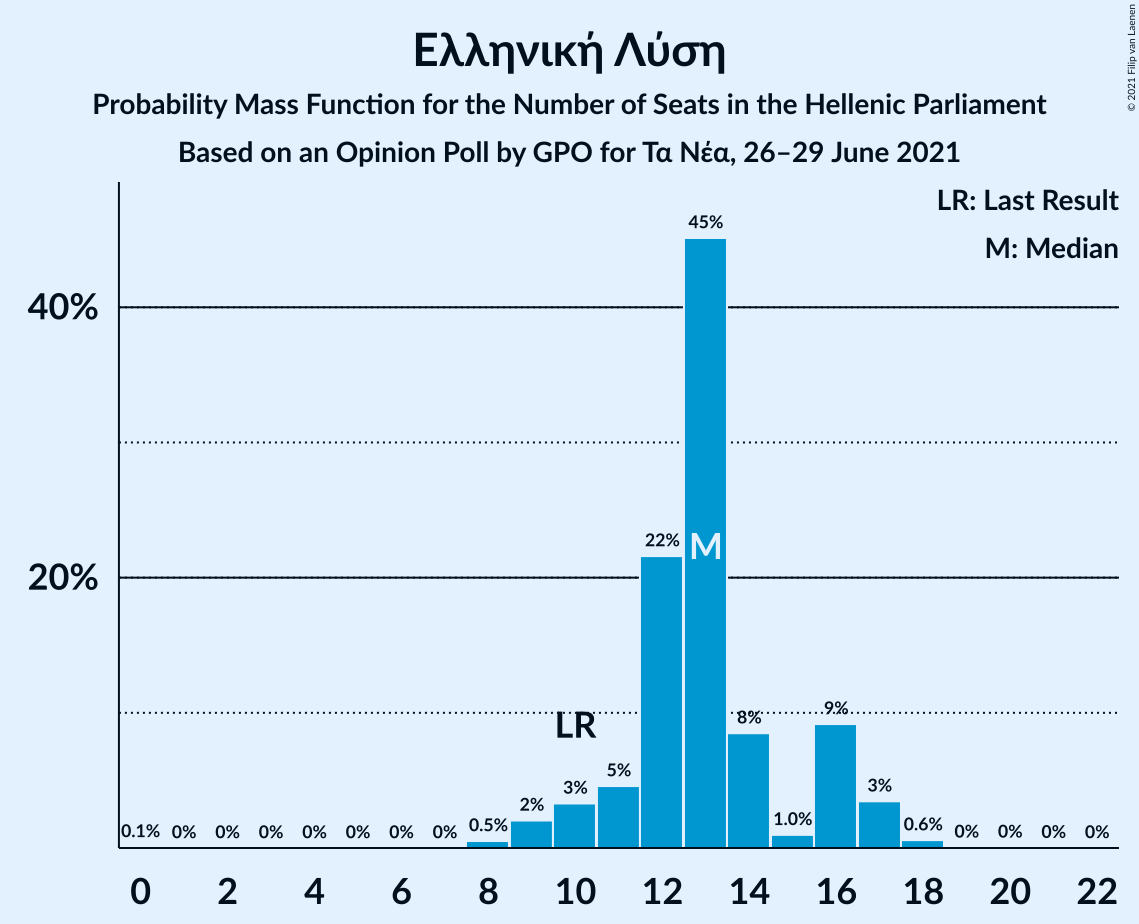 Ελληνική Λύση
Probability Mass Function for the Number of Seats in the Hellenic Parliament
Based on an Opinion Poll by GPO for Τα Νέα, 26–29 June 2021
© 2021 Filip van Laenen
LR: Last Result
M: Median
45%
40%
22%
M
20%
9%
8%
LR
5%
3%
3%
2%
0.1% 0% 0% 0% 0% 0% 0% 0% 0.5% 1.0% 0.6% 0% 0% 0% 0%
0 2 4 6 8 10 12 14 16 18 20 22